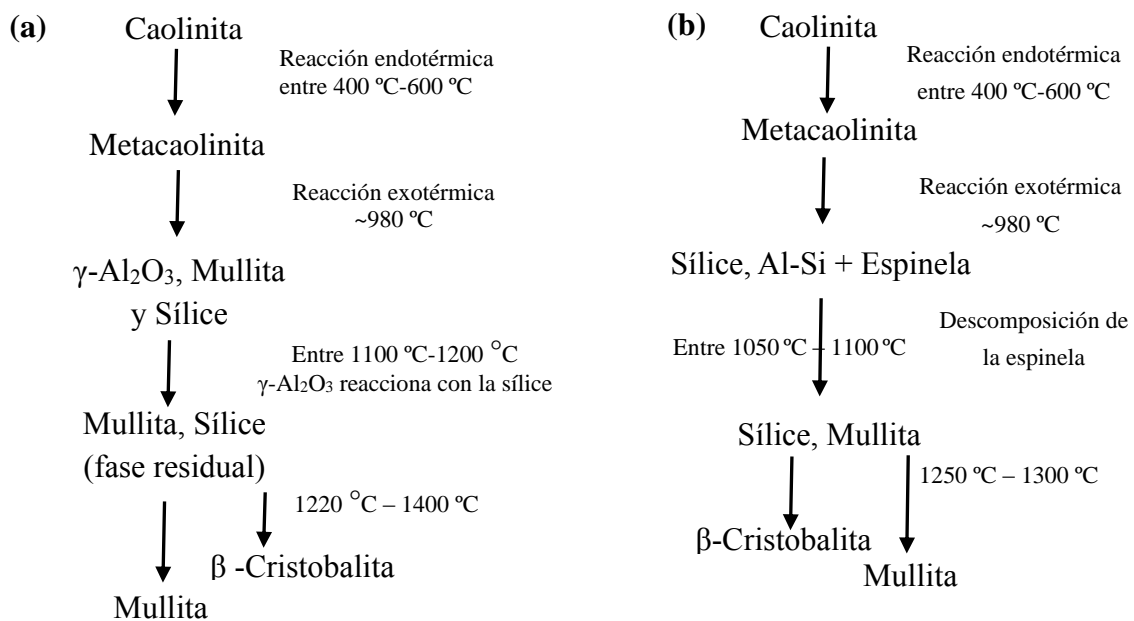 (a)
Caolinita
Reacción endotérmica
entre 400 ºC-600 ºC
Metacaolinita
Reacción exotérmica
~980 ºC
γ-Al₂O₃, Mullita
y Sílice
Entre 1100 ºC-1200 °C
γ-Al₂O₃ reacciona con la sílice
Mullita, Sílice
(fase residual)
1220 °C – 1400 ºC
β -Cristobalita
Mullita
(b)
Caolinita
Reacción endotérmica
entre 400 ºC-600 ºC
Metacaolinita
Reacción exotérmica
~980 ºC
Sílice, Al-Si + Espinela
Entre 1050 ºC – 1100 ºC
Descomposición de
la espinela
Sílice, Mullita
1250 ºC – 1300 ºC
β-Cristobalita
Mullita